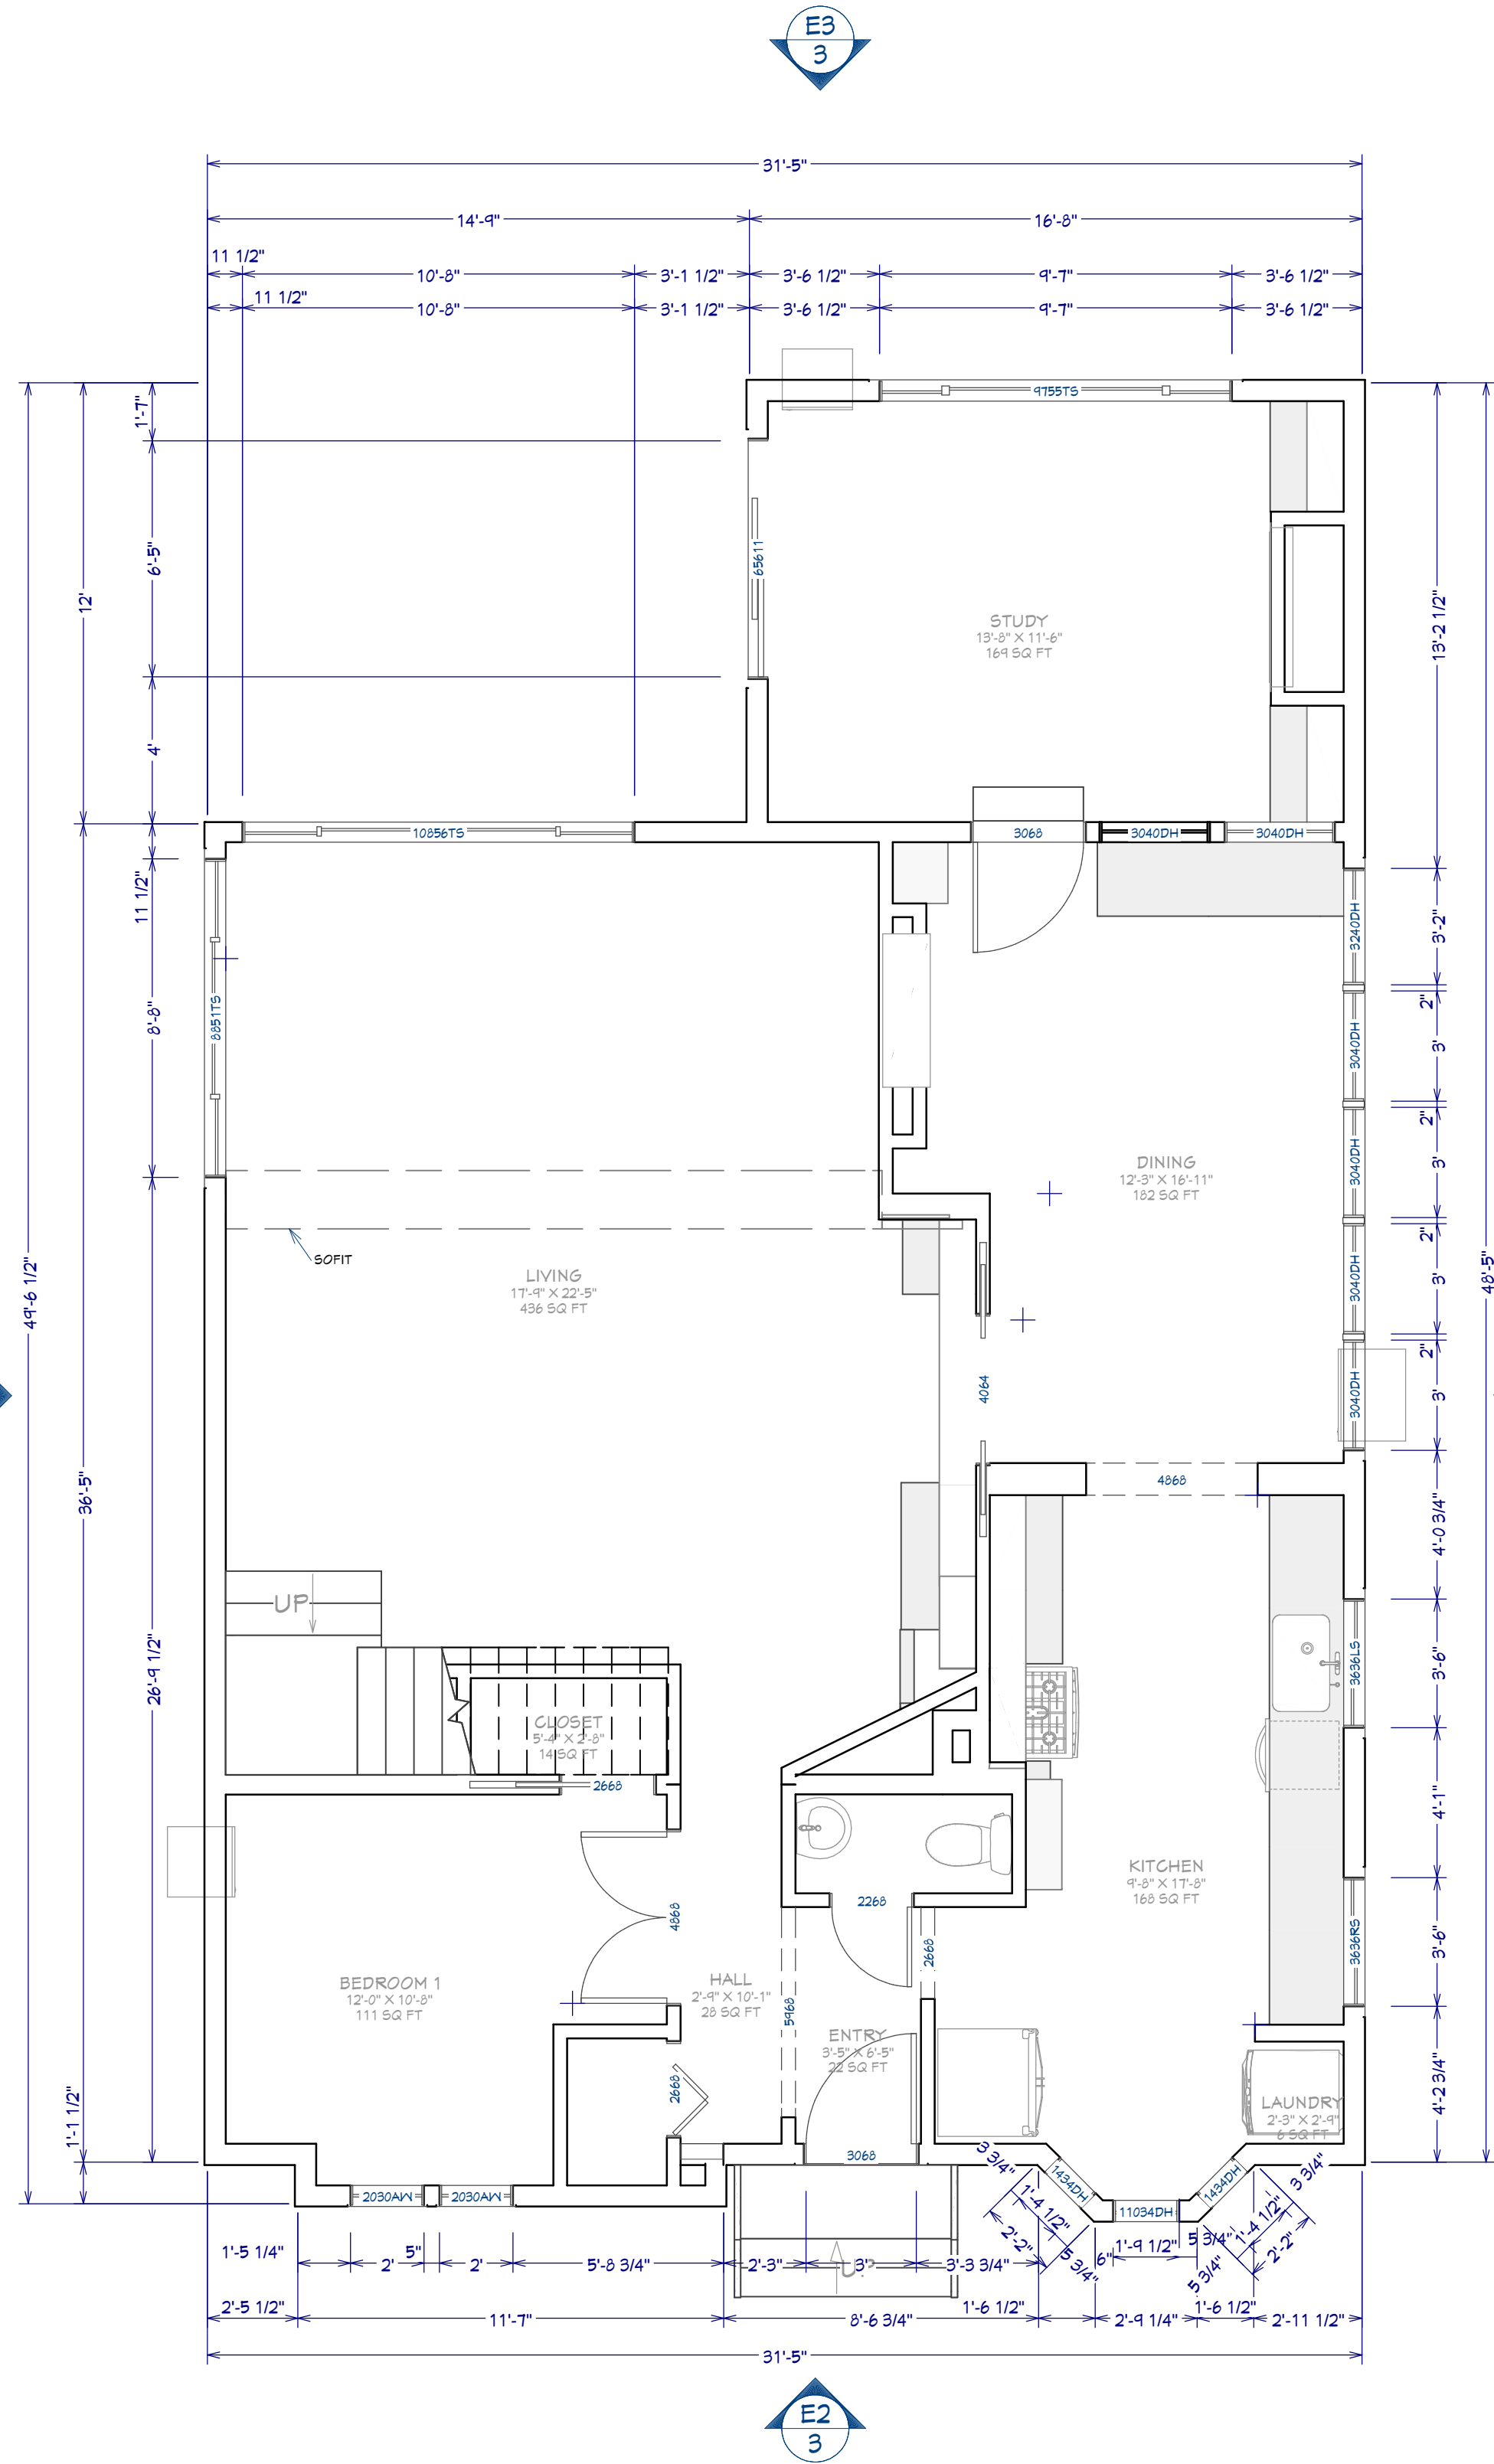 E3
3
31'-5"
14'-9"
16'-8"
11 1/2"
10'-8"
3'-1 1/2"
3'-6 1/2"
9'-7"
3'-6 1/2"
11 1/2"
10'-8"
3'-1 1/2"
3'-6 1/2"
9'-7"
3'-6 1/2"
9755TS
1'-7"
6'-5"
12'
4'
65611
13'-2 1/2"
STUDY
13'-8" X 11'-6"
169 SQ FT
10856TS
3068
3040DH
3040DH
11 1/2"
8'-8"
8851TS
3240DH
3'-2"
2"
3040DH
3'
2"
3040DH
3'
2"
3040DH
3'
2"
3040DH
3'
DINING
12'-3" X 16'-11"
182 SQ FT
SOFIT
LIVING
17'-9" X 22'-5"
436 SQ FT
49'-6 1/2"
48'-5"
36'-5"
26'-9 1/2"
4064
4868
4'-0 3/4"
UP
3636LS
3'-6"
CLOSET
5'-4" X 2'-8"
14 SQ FT
2668
4'-1"
KITCHEN
9'-8" X 17'-8"
168 SQ FT
2268
4868
2668
3636RS
3'-6"
BEDROOM 1
12'-0" X 10'-8"
111 SQ FT
HALL
2'-9" X 10'-1"
28 SQ FT
5968
ENTRY
3'-5" X 6'-5"
22 SQ FT
2668
LAUNDRY
2'-3" X 2'-9"
6 SQ FT
4'-2 3/4"
1'-1 1/2"
3068
2030AW
2030AW
1434DH
11034DH
1434DH
3 3/4"
1'-4 1/2"
2'-2"
5 3/4"
3 3/4"
1'-4 1/2"
2'-2"
5 3/4"
1'-5 1/4"
2'
5"
2'
5'-8 3/4"
2'-3"
3'
3'-3 3/4"
6"
1'-9 1/2"
5 3/4"
UP
2'-5 1/2"
11'-7"
8'-6 3/4"
1'-6 1/2"
2'-9 1/4"
1'-6 1/2"
2'-11 1/2"
31'-5"
E2
3